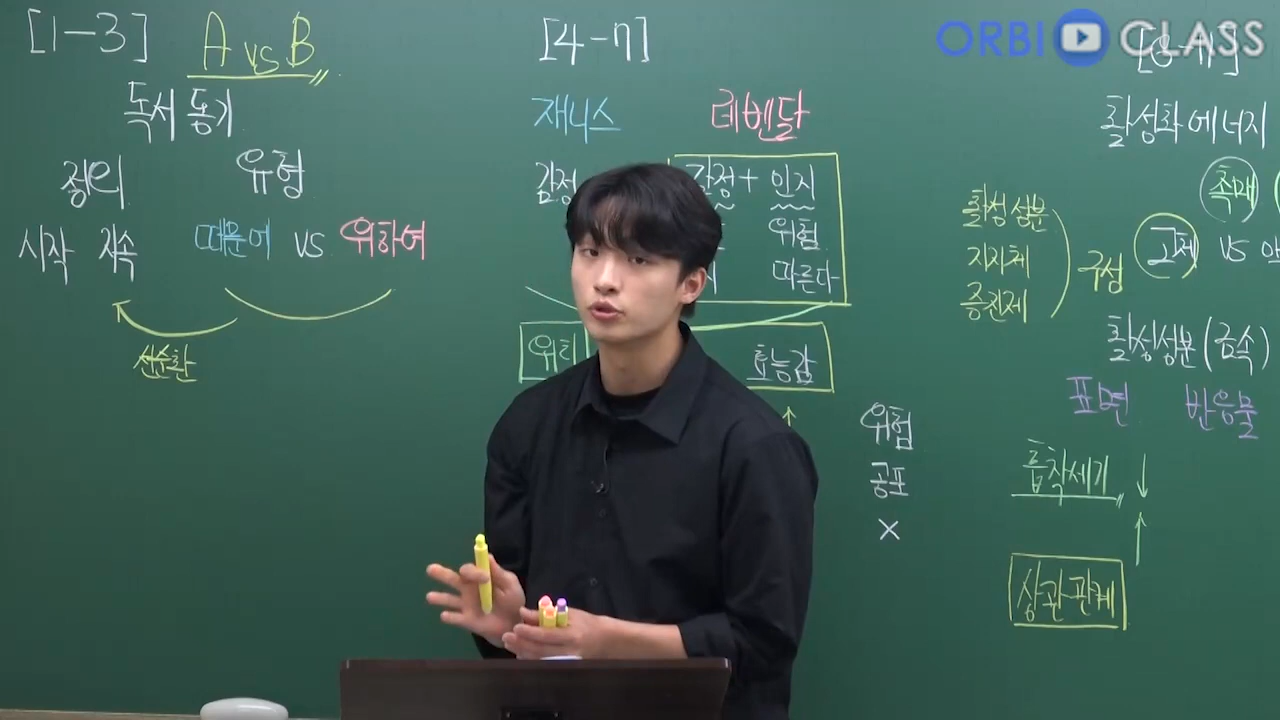 ORBI CLASS
[1-3] A vs B
독서 동기
정의 유형
시작 지속 때문에 vs 위하여
선순환
[4-7]
재니스 레벤달
감정 감정+ 인지
위험
따른다
위티 효능감
위험
공포
X
활성화 에너지
촉매
활성 성분
지지체
증진제
구성
고체 vs
활성성분 (금속)
표면 반응물
흡착세기 ↓
↑
상관관계